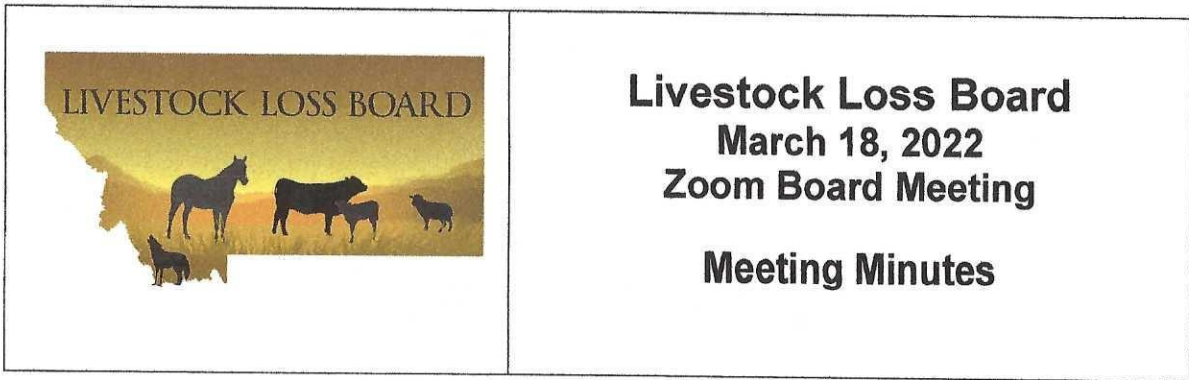 LIVESTOCK LOSS BOARD
Livestock Loss Board
March 18, 2022
Zoom Board Meeting
Meeting Minutes